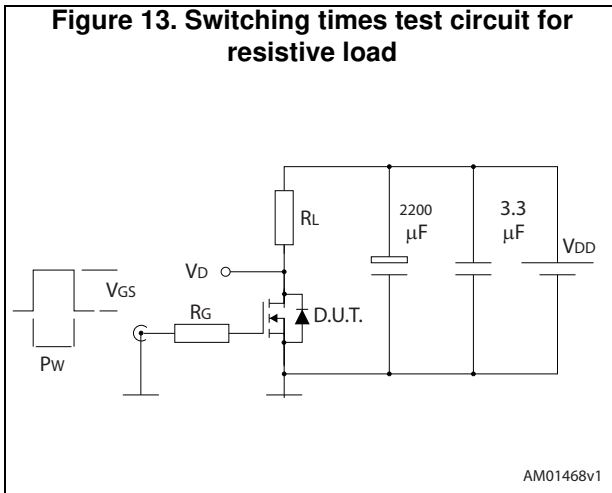 Figure 13. Switching times test circuit for
resistive load
RL
2200
μF
3.3
μF
VDD
VD
VGS
RG
D.U.T.
PW
AM01468v1